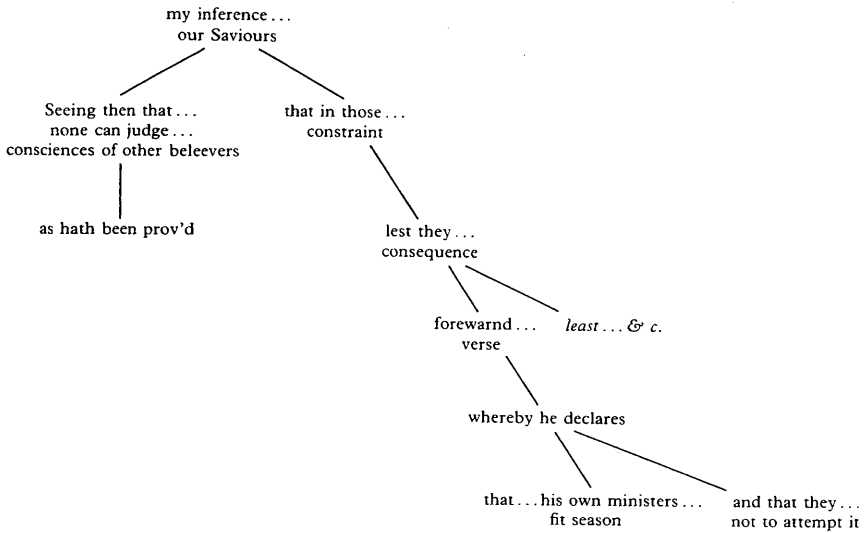 my inference...
our Saviours
Seeing then that...
none can judge...
consciences of other beleevers
that in those...
constraint
as hath been prov'd
lest they...
consequence
forewarnd...
verse
least...& c.
whereby he declares
that...his own ministers...
fit season
and that they...
not to attempt it